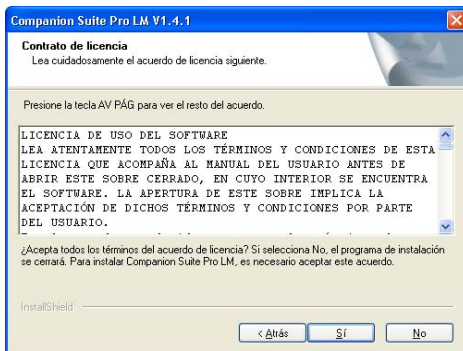 Companion Suite Pro LM V1.4.1
Contrato de licencia
Lea cuidadosamente el acuerdo de licencia siguiente.
Presione la tecla AV PÁG para ver el resto del acuerdo.
LICENCIA DE USO DEL SOFTWARE
LEA ATENTAMENTE TODOS LOS TÉRMINOS Y CONDICIONES DE ESTA
LICENCIA QUE ACOMPAÑA AL MANUAL DEL USUARIO ANTES DE
ABRIR ESTE SOBRE CERRADO, EN CUYO INTERIOR SE ENCUENTRA
EL SOFTWARE. LA APERTURA DE ESTE SOBRE IMPLICA LA
ACEPTACIÓN DE DICHOS TÉRMINOS Y CONDICIONES POR PARTE
DEL USUARIO.
¿Acepta todos los términos del acuerdo de licencia? Si selecciona No, el programa de instalación
se cerrará. Para instalar Companion Suite Pro LM, es necesario aceptar este acuerdo.
InstallShield
< Atrás
Sí
No